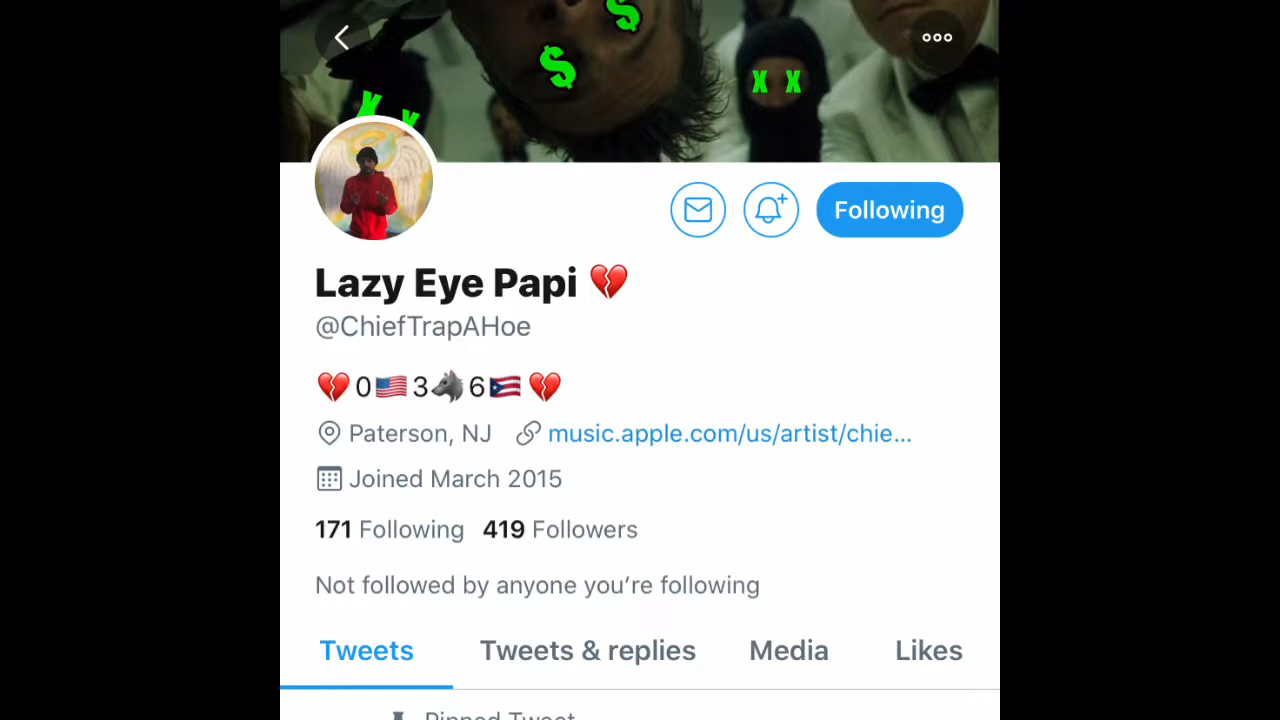 $
$
X X
X X
Following
Lazy Eye Papi 💔
@ChiefTrapAHoe
💔0🇺🇸3🐺6🇵🇷💔
Paterson, NJ music.apple.com/us/artist/chie...
Joined March 2015
171 Following 419 Followers
Not followed by anyone you’re following
Tweets Tweets & replies Media Likes
Pinned Tweet